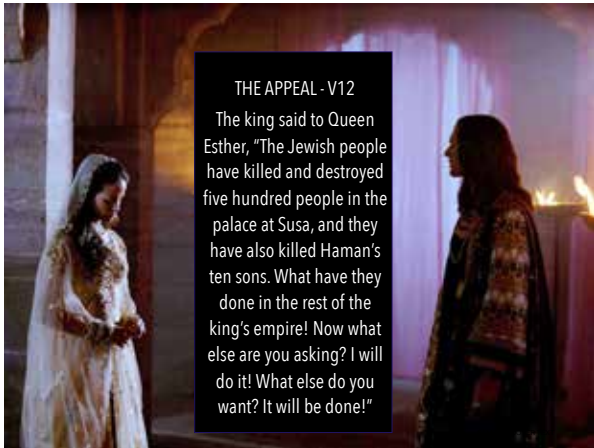 THE APPEAL - V12
The king said to Queen
Esther, “The Jewish people
have killed and destroyed
five hundred people in the
palace at Susa, and they
have also killed Haman’s
ten sons. What have they
done in the rest of the
king’s empire! Now what
else are you asking? I will
do it! What else do you
want? It will be done!”